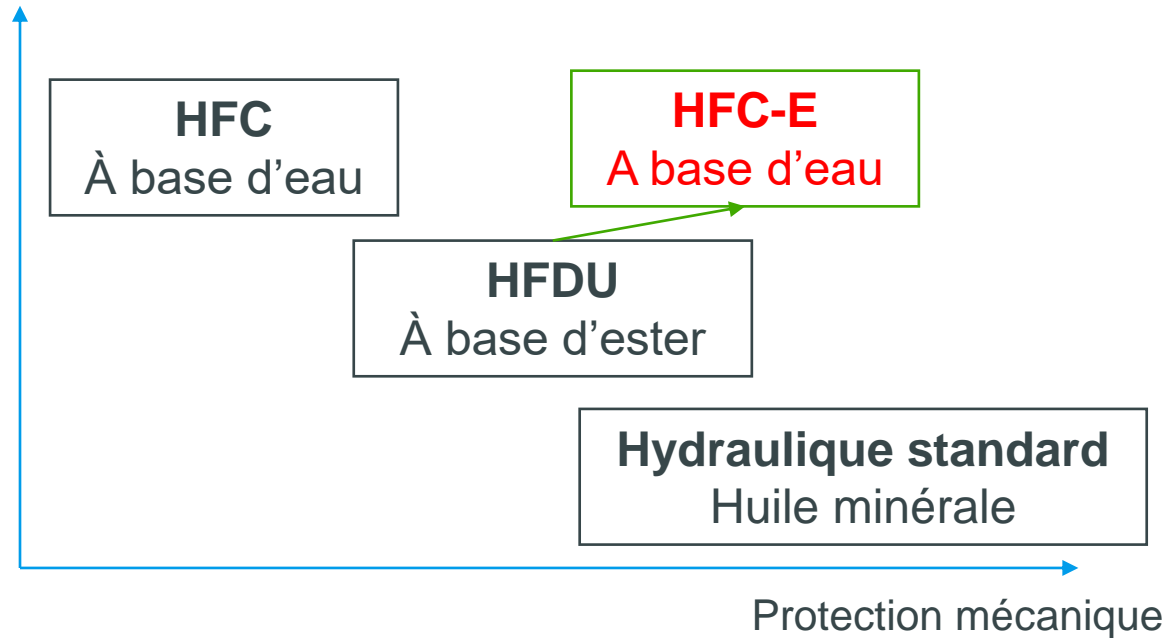 HFC
À base d'eau
HFC-E
A base d'eau
HFDU
À base d'ester
Hydraulique standard
Huile minérale
Protection mécanique